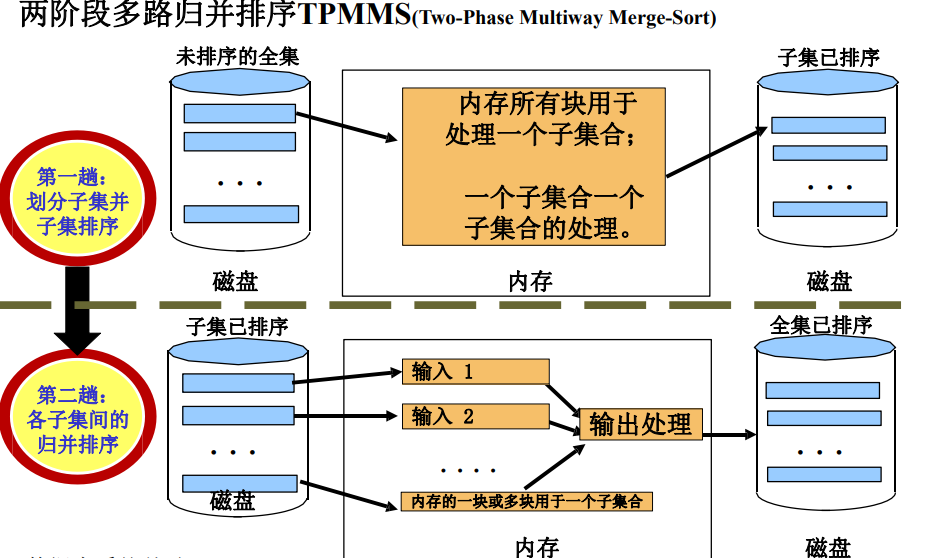 两阶段多路归并排序TPMMS(Two-Phase Multiway Merge-Sort)
未排序的全集
子集已排序
内存所有块用于
处理一个子集合；
一个子集合一个
子集合的处理。
第一趟：
划分子集并
子集排序
. . .
. . .
磁盘
内存
磁盘
子集已排序
全集已排序
第二趟：
各子集间的
归并排序
输入 1
输入 2
输出处理
. . .
. . . .
. . .
内存的一块或多块用于一个子集合
磁盘
内存
磁盘